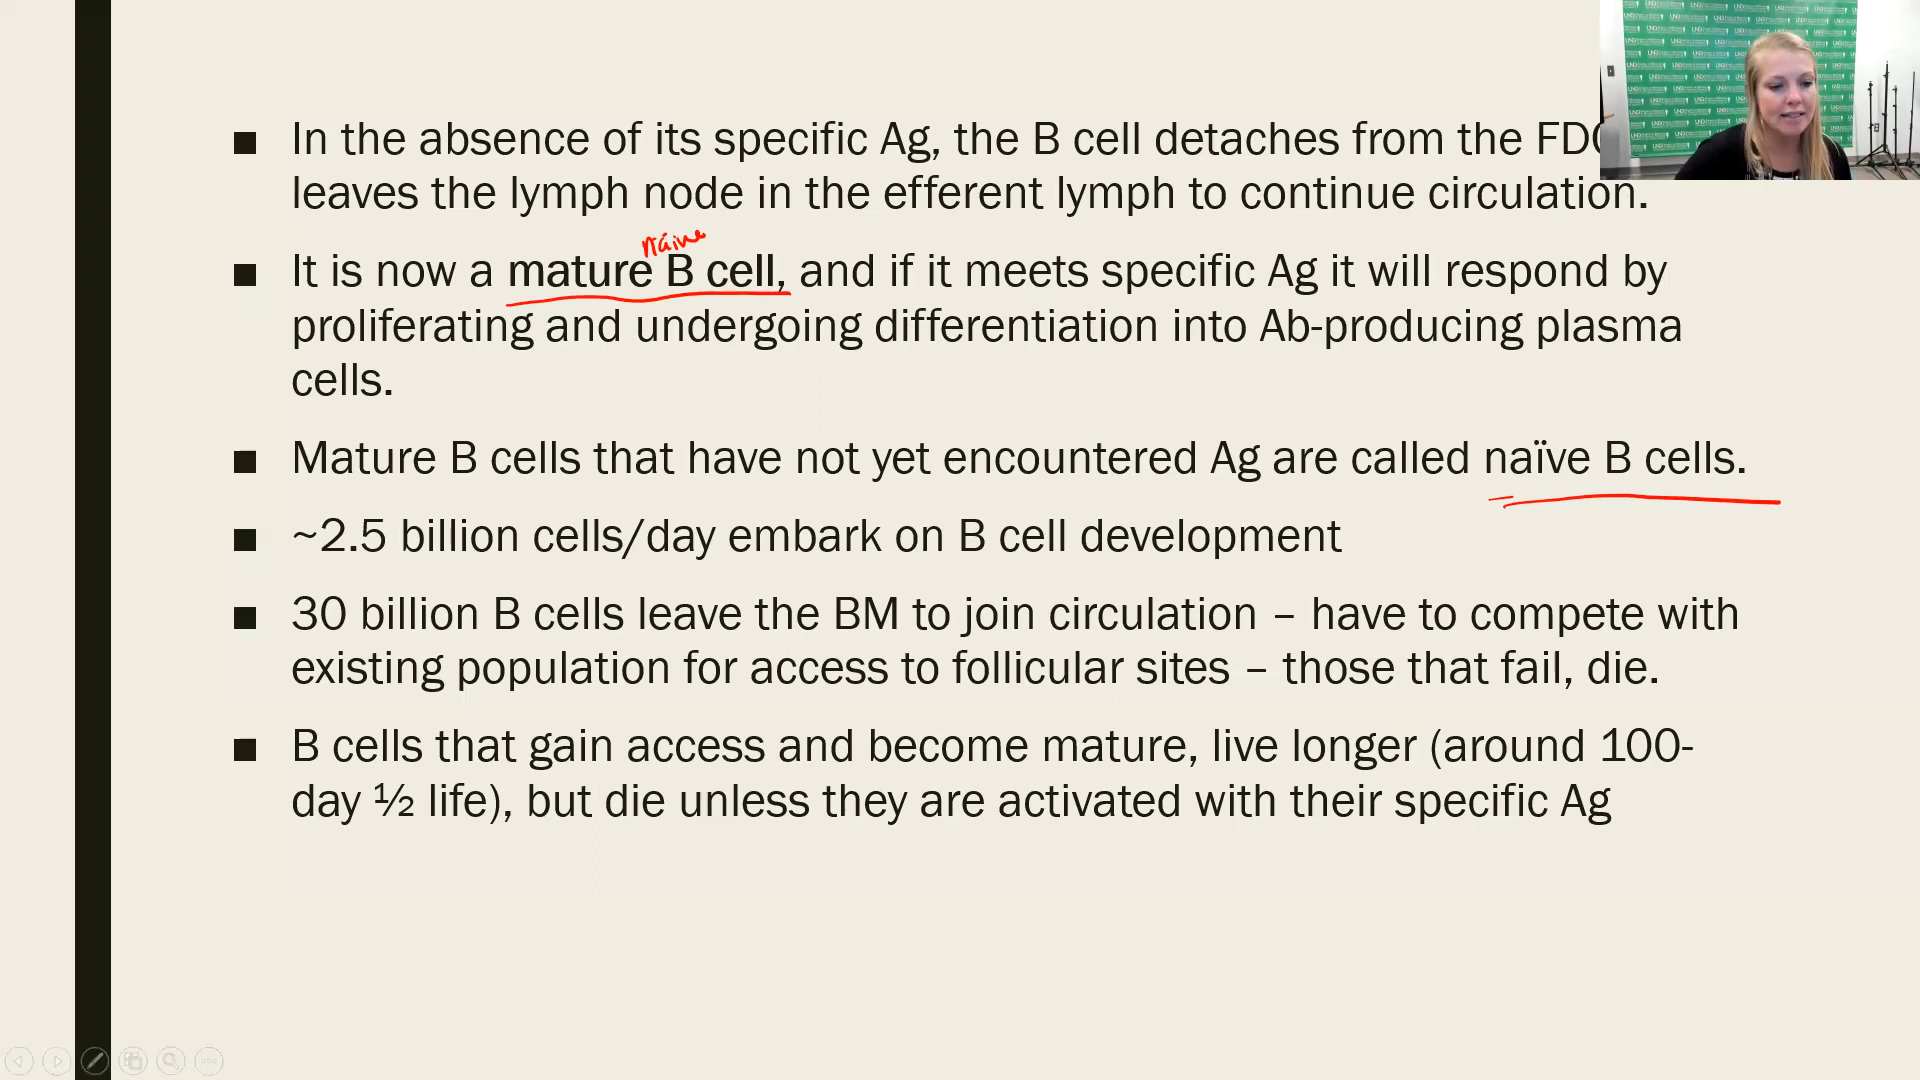 ■ In the absence of its specific Ag, the B cell detaches from the
leaves the lymph node in the efferent lymph to continue circulation.
naive
■ It is now a mature B cell, and if it meets specific Ag it will respond by
proliferating and undergoing differentiation into Ab-producing plasma
cells.
■ Mature B cells that have not yet encountered Ag are called naïve B cells.
■ ~2.5 billion cells/day embark on B cell development
■ 30 billion B cells leave the BM to join circulation – have to compete with
existing population for access to follicular sites – those that fail, die.
■ B cells that gain access and become mature, live longer (around 100-
day ½ life), but die unless they are activated with their specific Ag